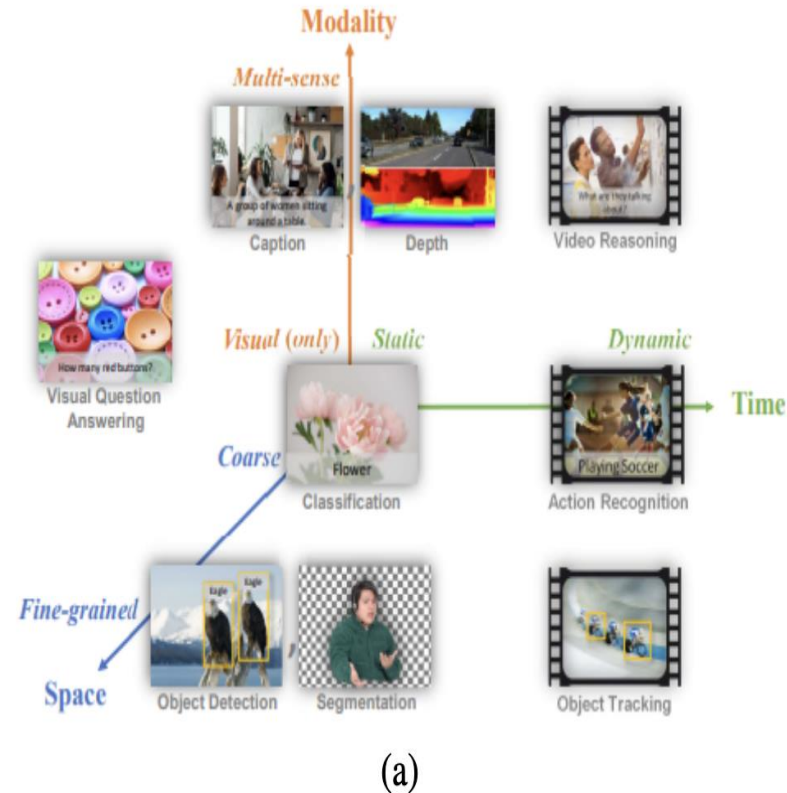 Modality
Multi-sense
A group of women sitting
around a table.
What are they talking
about?
Caption
Depth
Video Reasoning
Visual (only)
Static
Dynamic
How many red buttons?
Visual Question
Answering
Time
Coarse
Flower
Playing Soccer
Classification
Action Recognition
Eagle
Eagle
Fine-grained
,
Space
Object Detection
Segmentation
Object Tracking
(a)